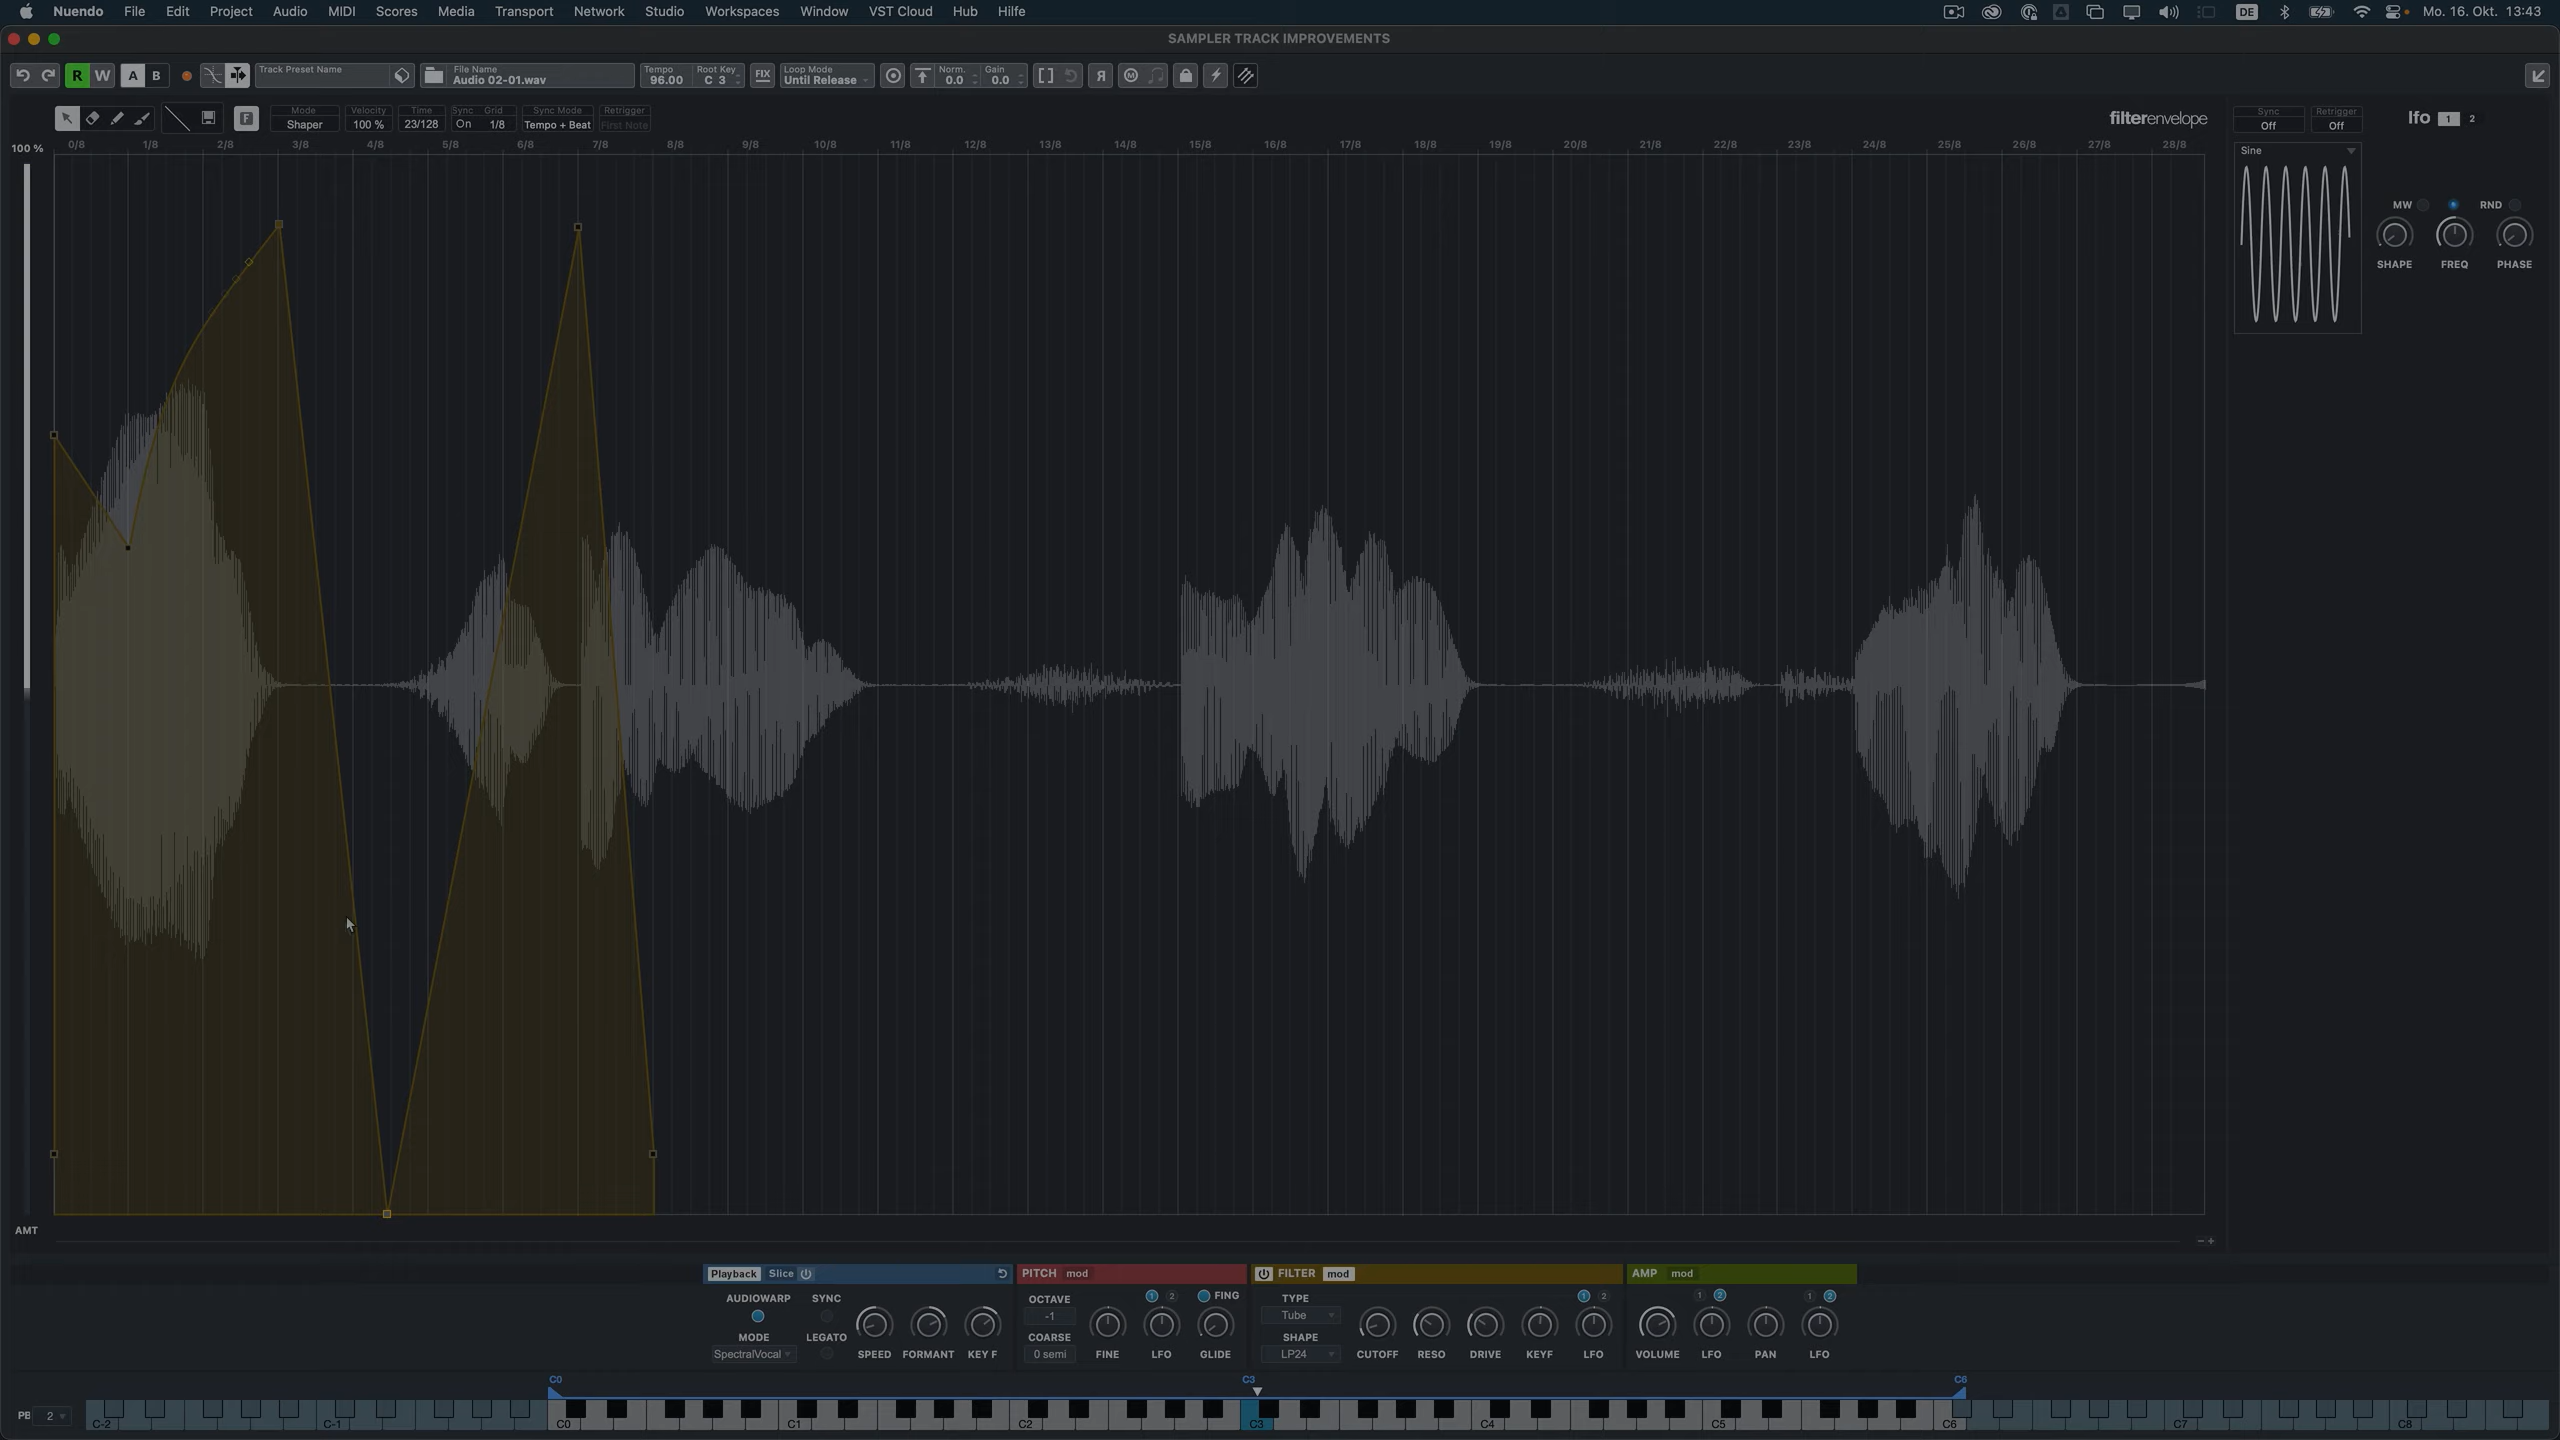 Nuendo File Edit Project Audio MIDI Scores Media Transport Network Studio Workspaces Window VST Cloud Hub Hilfe DE Mo. 16. Okt. 13:43
SAMPLER TRACK IMPROVEMENTS
R W A B Track Preset Name File Name Tempo Root Key FIX Loop Mode Norm. Gain
Audio 02-01.wav 96.00 C 3 Until Release 0.0 0.0 R M
F Mode Velocity Time Sync Grid Sync Mode Retrigger filterenvelope Sync Retrigger lfo 1 2
Shaper 100 % 23/128 On 1/8 Tempo + Beat First Note Off Off
100 % 0/8 1/8 2/8 3/8 4/8 5/8 6/8 7/8 8/8 9/8 10/8 11/8 12/8 13/8 14/8 15/8 16/8 17/8 18/8 19/8 20/8 21/8 22/8 23/8 24/8 25/8 26/8 27/8 28/8
Sine
MW RND
SHAPE FREQ PHASE
AMT
Playback Slice PITCH mod FILTER mod AMP mod
AUDIOWARP SYNC OCTAVE 1 2 FING TYPE 1 2 1 2 1 2
-1 Tube
MODE LEGATO COARSE SHAPE
SpectralVocal SPEED FORMANT KEY F 0 semi FINE LFO GLIDE LP24 CUTOFF RESO DRIVE KEYF LFO VOLUME LFO PAN LFO
C0 C3 C6
PB 2 C-2 C-1 C0 C1 C2 C3 C4 C5 C6 C7 C8